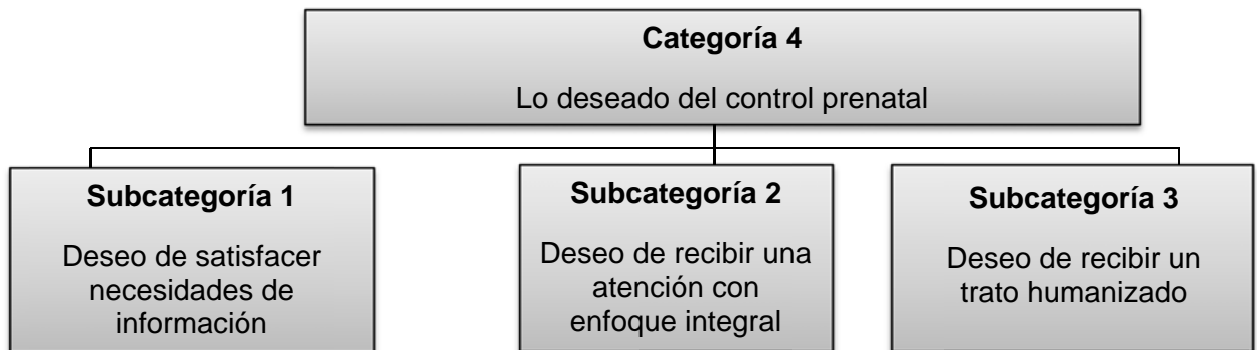 Categoría 4
Lo deseado del control prenatal
Subcategoría 1
Deseo de satisfacer
necesidades de
información
Subcategoría 2
Deseo de recibir una
atención con
enfoque integral
Subcategoría 3
Deseo de recibir un
trato humanizado